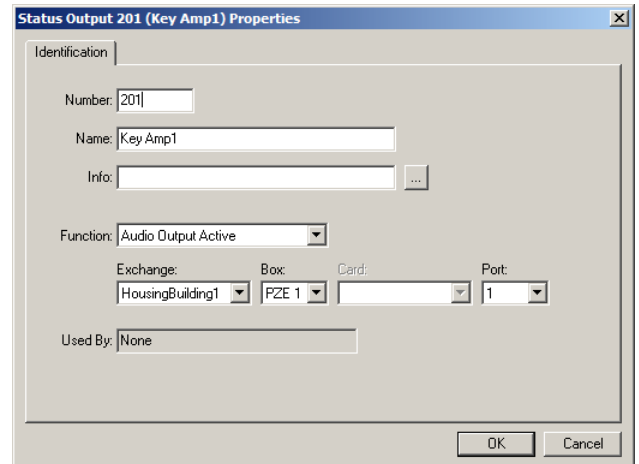 Status Output 201 (Key Amp1) Properties
Identification
Number: 201
Name: Key Amp1
Info:
...
Function: Audio Output Active
Exchange: Box: Card: Port:
HousingBuilding1 PZE 1 1
Used By: None
OK Cancel